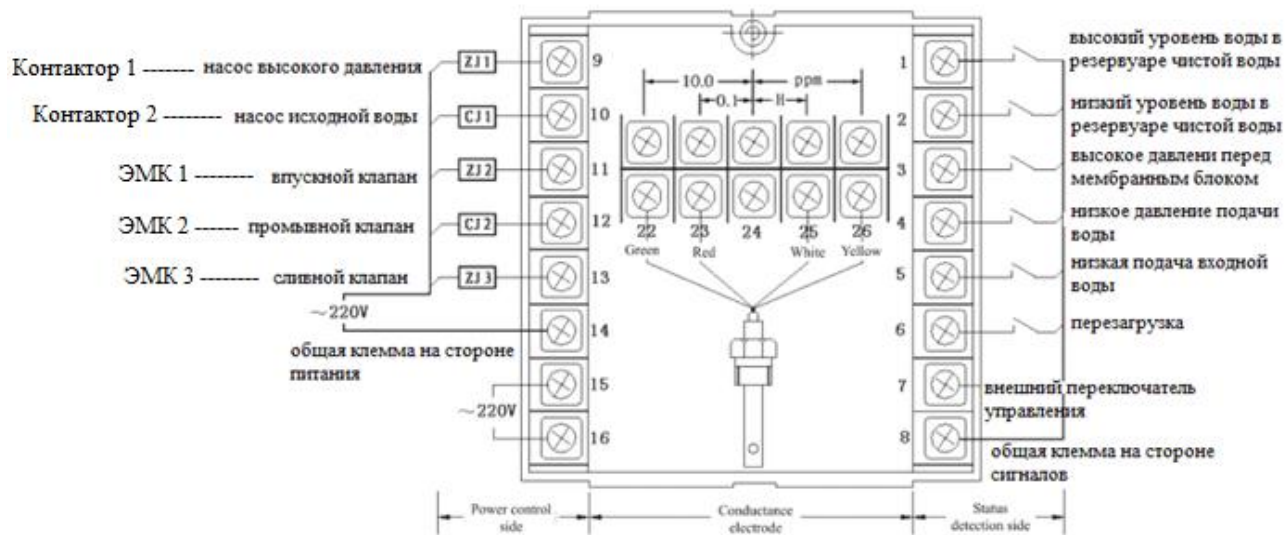 Контактор 1 ------- насос высокого давления ZJ1 9
Контактор 2 -------- насос исходной воды CJ1 10
ЭМК 1 -------- впускной клапан ZJ2 11
ЭМК 2 ------ промывной клапан CJ2 12
ЭМК 3 -------- сливной клапан ZJ3 13
~220V
14
общая клемма на стороне
питания
15
~220V
16
10.0 ppm
0.1 H
22 23 24 25 26
Green Red White Yellow
1 высокий уровень воды в
резервуаре чистой воды
2 низкий уровень воды в
резервуаре чистой воды
3 высокое давлени перед
мембранным блоком
4 низкое давление подачи
воды
5 низкая подача входной
воды
6 перезагрузка
7 внешний переключатель
управления
8
общая клемма на стороне
сигналов
Power control
side
Conductance
electrode
Status
detection side